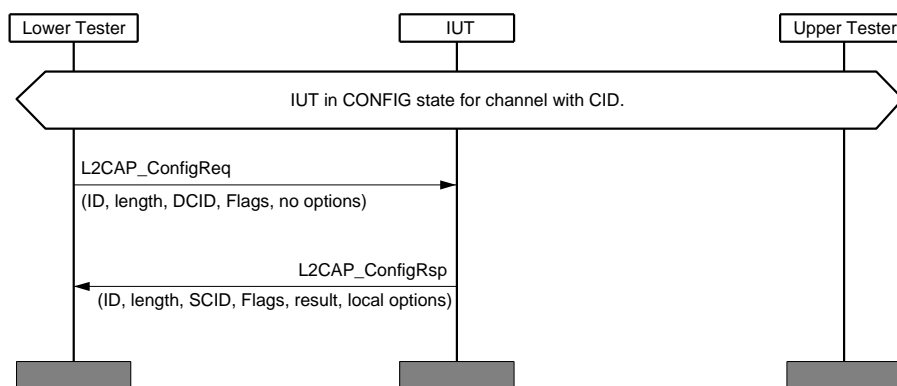 Lower Tester
IUT
Upper Tester
IUT in CONFIG state for channel with CID.
L2CAP_ConfigReq
(ID, length, DCID, Flags, no options)
L2CAP_ConfigRsp
(ID, length, SCID, Flags, result, local options)